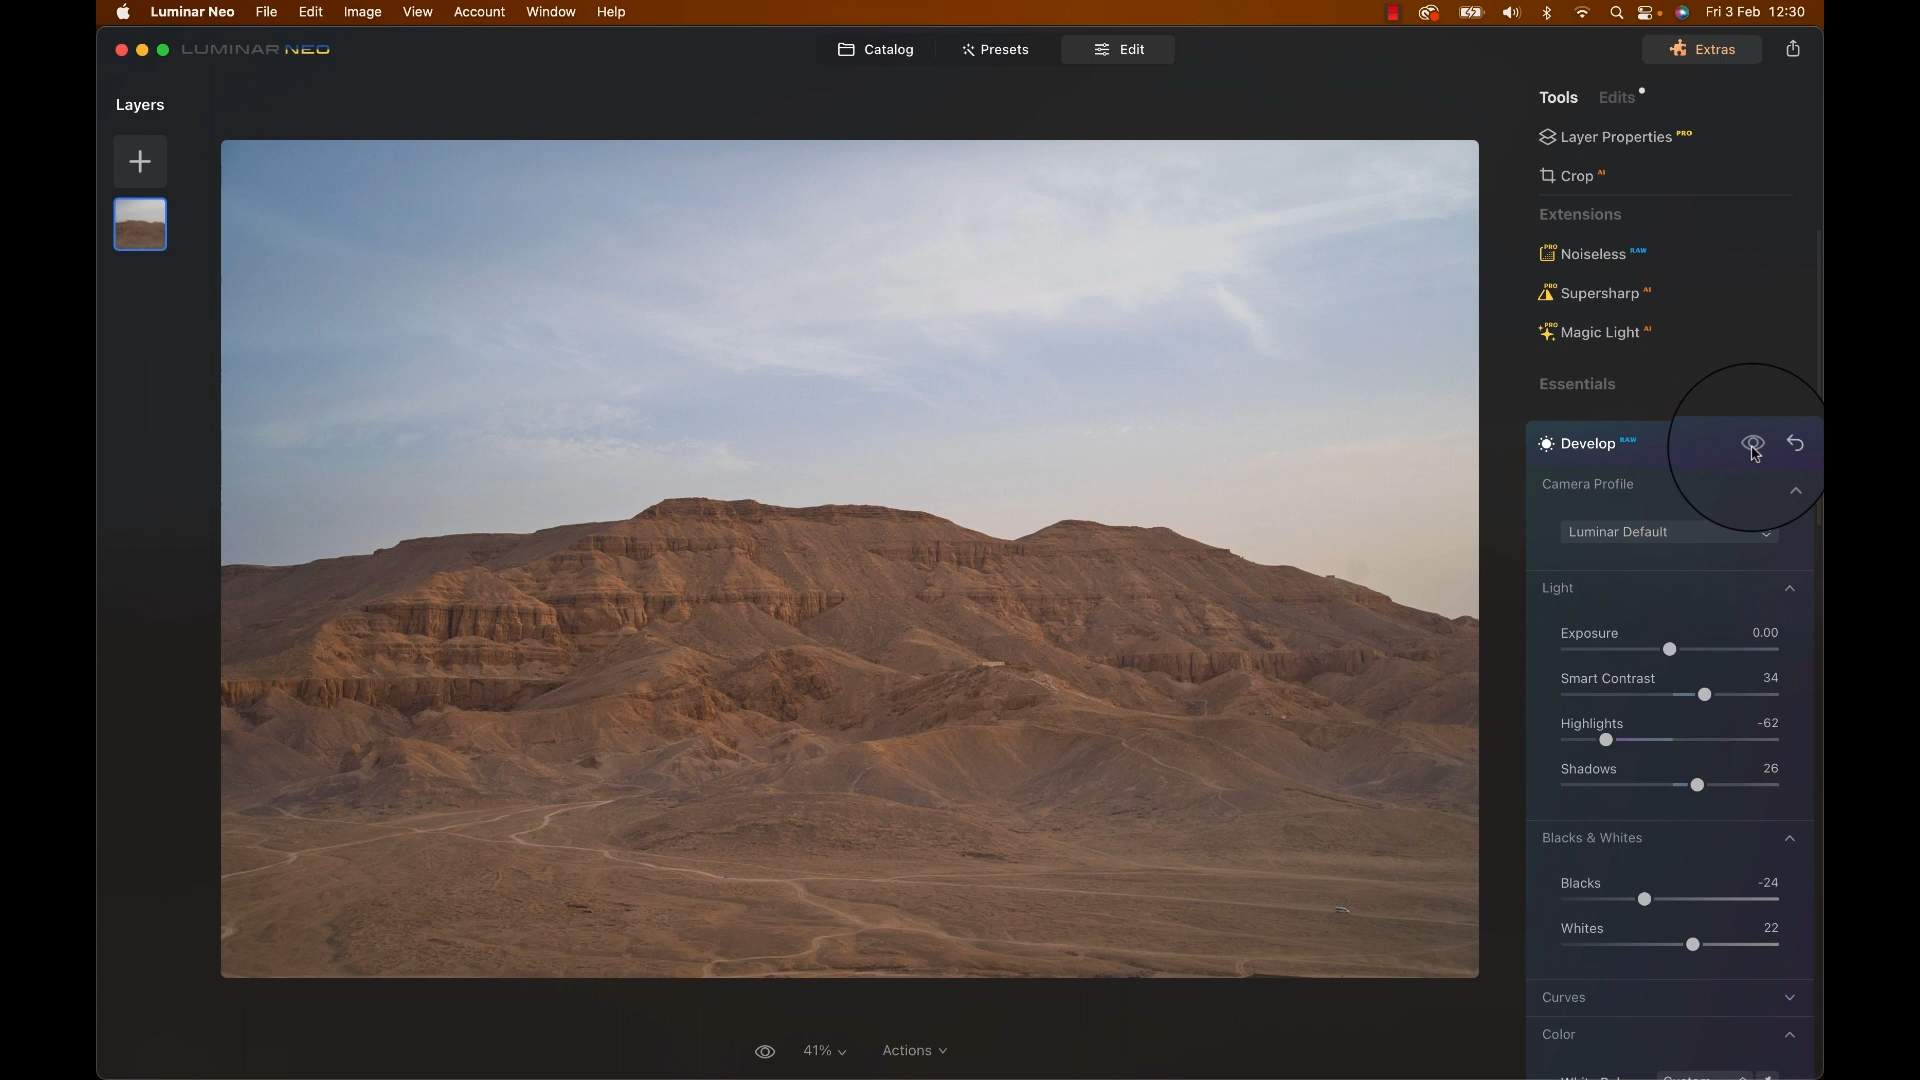 Luminar Neo File Edit Image View Account Window Help Fri 3 Feb 12:30
LUMINAR NEO Catalog Presets Edit Extras
Layers
Tools Edits
Layer Properties PRO
Crop AI
Extensions
PRO Noiseless RAW
PRO Supersharp AI
PRO Magic Light AI
Essentials
Develop RAW
Camera Profile
Luminar Default
Light
Exposure 0.00
Smart Contrast 34
Highlights -62
Shadows 26
Blacks & Whites
Blacks -24
Whites 22
Curves
Color
41% Actions